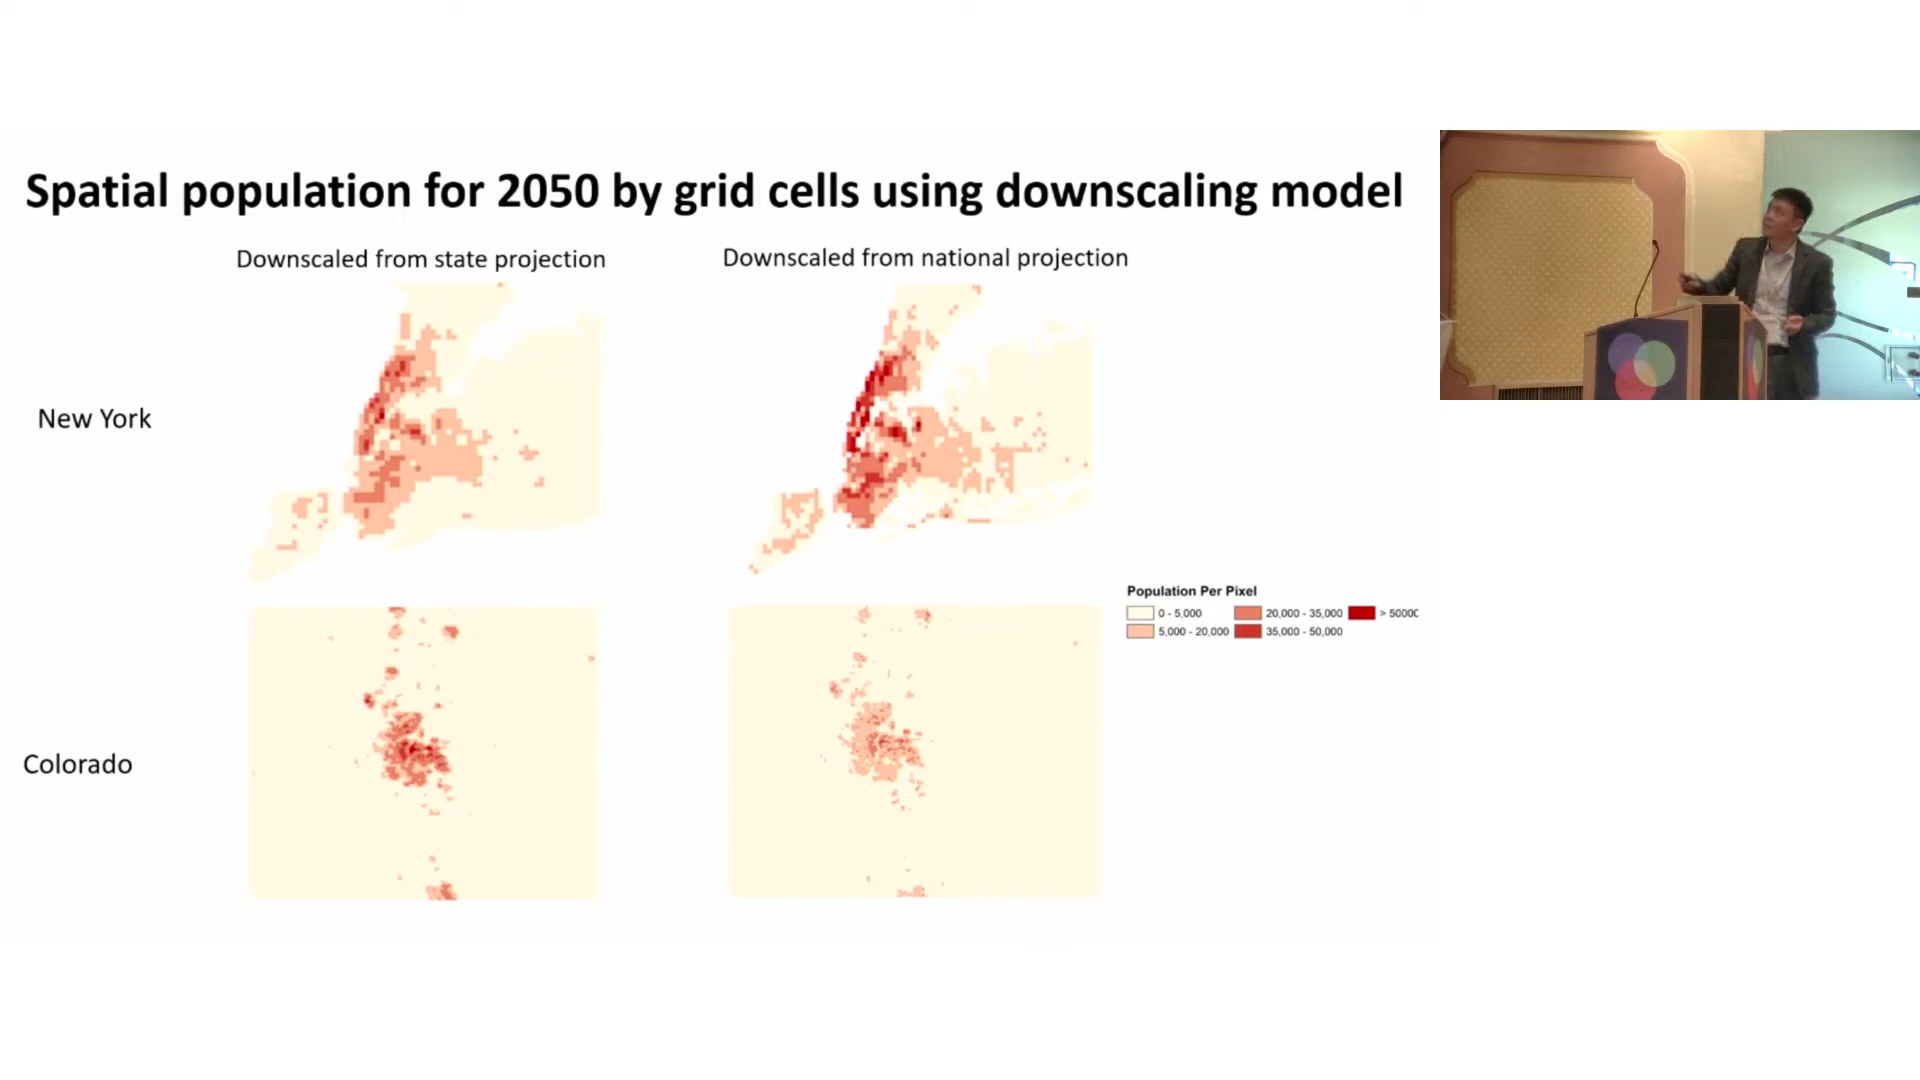 Spatial population for 2050 by grid cells using downscaling model
Downscaled from state projection
Downscaled from national projection
New York
Population Per Pixel
0 - 5,000
20,000 - 35,000
> 5000C
5,000 - 20,000
35,000 - 50,000
Colorado